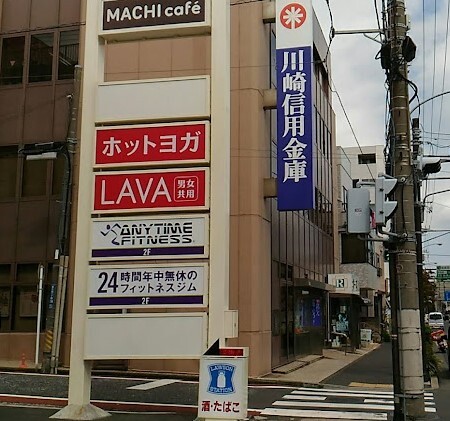 MACHI café
ホットヨガ
LAVA
男女
共用
ANYTIME
FITNESS
2F
24時間年中無休の
フィットネスジム
2F
LAWSON
STATION
酒・たばこ
川崎信用金庫